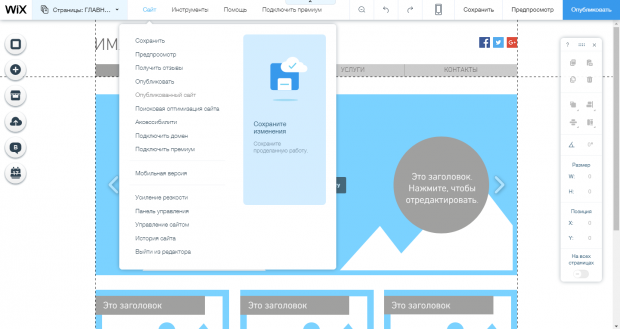 WiX
Страницы: ГЛАВН...
Сайт
Инструменты
Помощь
Подключить премиум
Сохранить
Предпросмотр
Опубликовать
ИМ
Сохранить
Предпросмотр
Получить отзывы
Опубликовать
Опубликованный сайт
Поисковая оптимизация сайта
Аксессибилити
Подключить домен
Подключить премиум
Мобильная версия
Усиление резкости
Панель управления
Управление сайтом
История сайта
Выйти из редактора
Сохраните
изменения
Сохраните
проделанную работу.
УСЛУГИ
КОНТАКТЫ
Это заголовок.
Нажмите, чтобы
отредактировать.
?
0°
Размер
W: 0
H: 0
Позиция
X: 0
Y: 0
На всех
страницах
Это заголовок
Это заголовок
Это заголовок